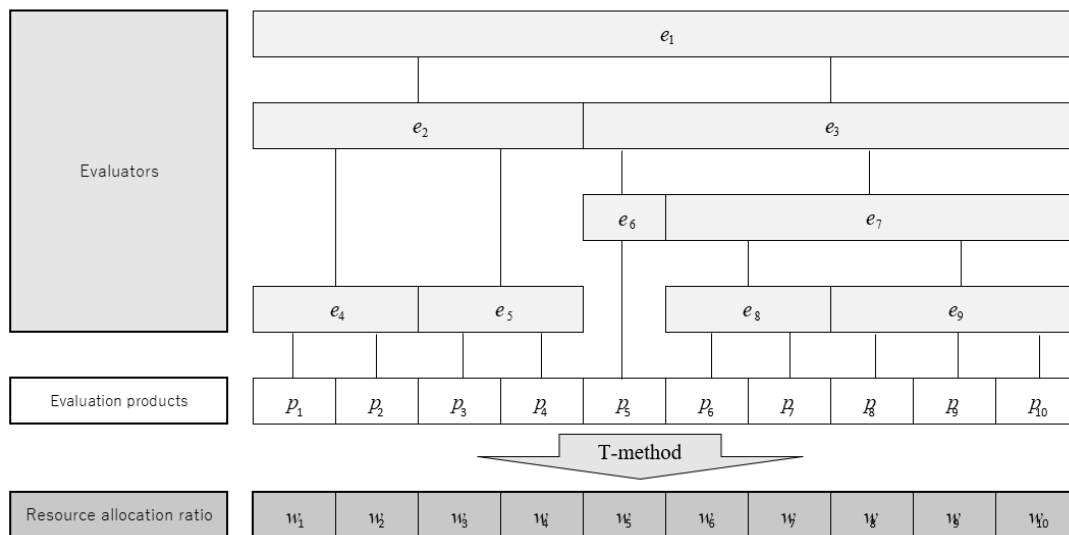 e1
e2 e3
Evaluators
e6 e7
e4 e5 e8 e9
Evaluation products p1 p2 p3 p4 p5 p6 p7 p8 p9 p10
T-method
Resource allocation ratio w1 w2 w3 w4 w5 w6 w7 w8 w9 w10